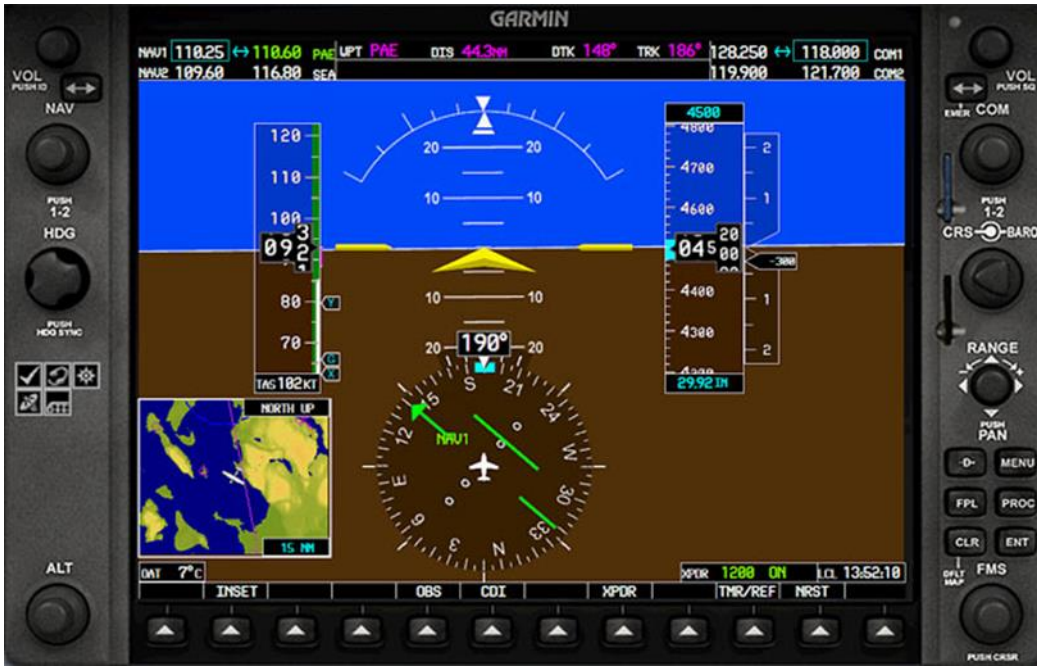 GARMIN
NAV1 110.25 ↔ 110.60 PAE WPT PAE DIS 44.3NM DTK 148° TRK 186° 128.250 ↔ 118.000 COM1
NAV2 109.60 116.80 SEA 119.900 121.700 COM2
VOL
PUSH ID
NAV
PUSH
1-2
HDG
PUSH
HDG SYNC
ALT
120
110
100
092
80
70
Y
G
X
TAS 102KT
20 20
10 10
10 10
20 20
190°
4500
4800
4700
4600
045
20
00
4400
4300
4200
29.92 IN
2
1
-300
1
2
S 21 24 W 30 33 N 3 6 E 12 15
NAV1
NORTH UP
15 NM
OAT 7°C
XPDR 1200 ON LCL 13:52:10
INSET OBS CDI XPDR TMR/REF NRST
VOL
PUSH SQ
EMER COM
PUSH
1-2
CRS BARO
RANGE
PUSH
PAN
-D- MENU
FPL PROC
CLR ENT
DFLT MAP
FMS
PUSH CRSR